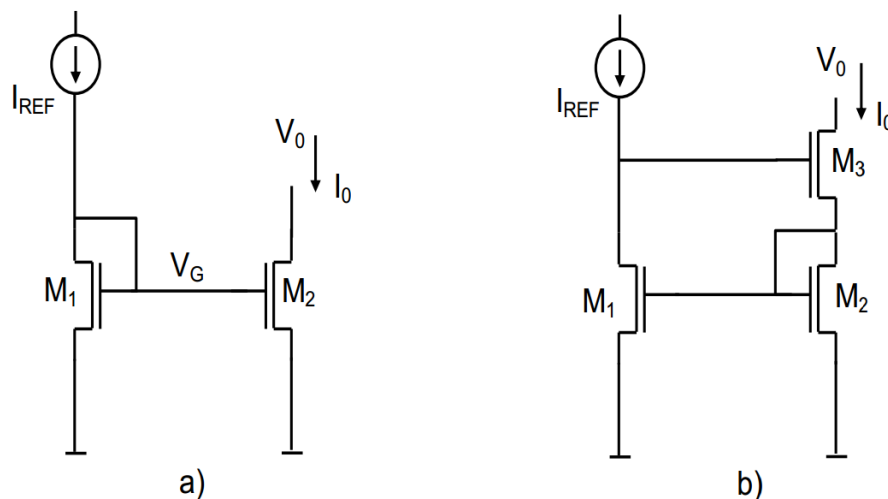 I_REF
V_0
I_0
M_1
V_G
M_2
a)
I_REF
V_0
I_0
M_3
M_1
M_2
b)